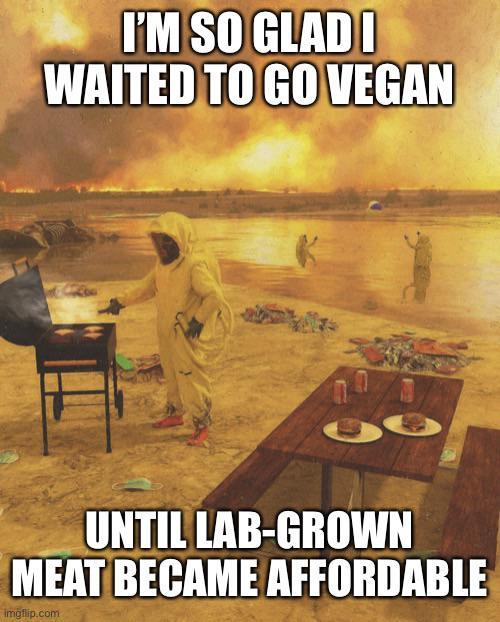 I'M SO GLAD I
WAITED TO GO VEGAN
UNTIL LAB-GROWN
MEAT BECAME AFFORDABLE
imgflip.com